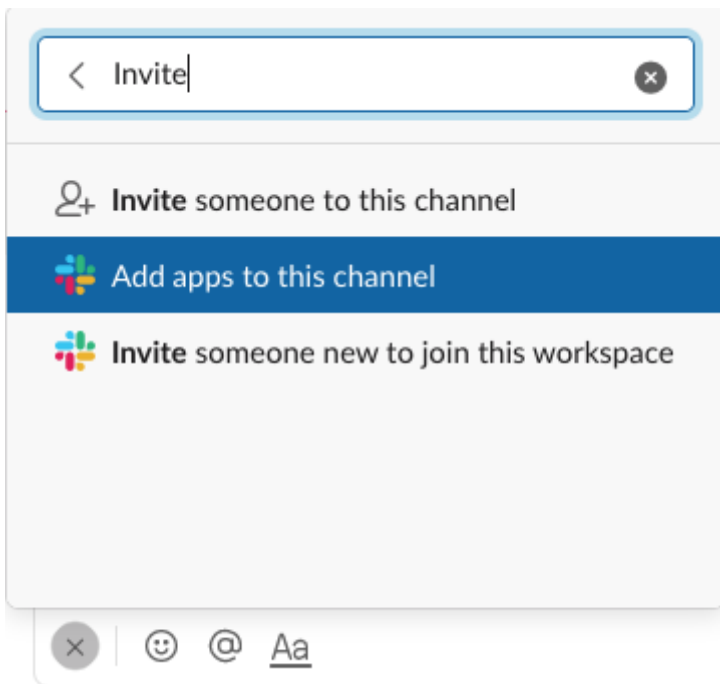 Invite
Invite someone to this channel
Add apps to this channel
Invite someone new to join this workspace
@ Aa